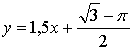 y = 1,5x + (√3 − π)/2